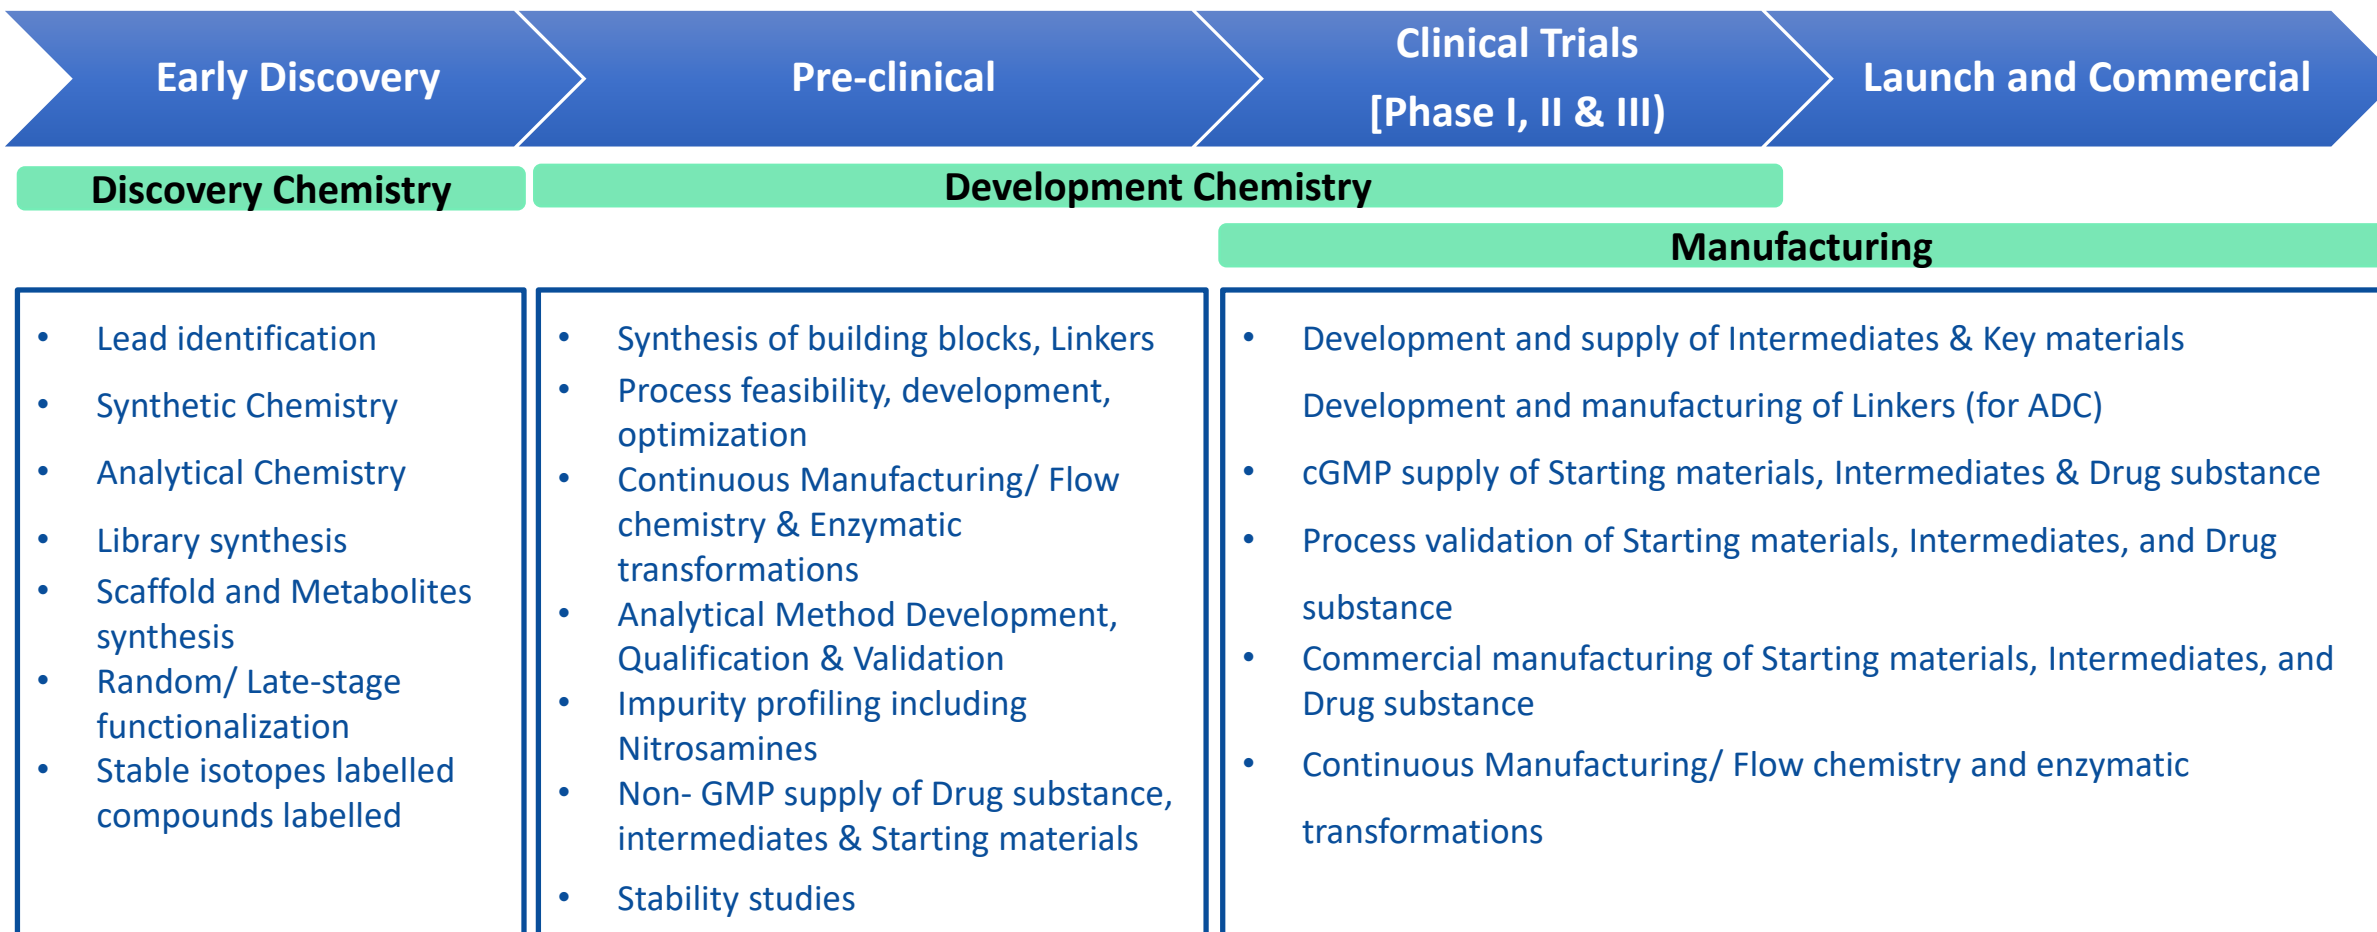 Early Discovery
Pre-clinical
Clinical Trials
[Phase I, II & III)
Launch and Commercial
Discovery Chemistry
Development Chemistry
Manufacturing
• Lead identification
• Synthetic Chemistry
• Analytical Chemistry
• Library synthesis
• Scaffold and Metabolites
synthesis
• Random/ Late-stage
functionalization
• Stable isotopes labelled
compounds labelled
• Synthesis of building blocks, Linkers
• Process feasibility, development,
optimization
• Continuous Manufacturing/ Flow
chemistry & Enzymatic
transformations
• Analytical Method Development,
Qualification & Validation
• Impurity profiling including
Nitrosamines
• Non- GMP supply of Drug substance,
intermediates & Starting materials
• Stability studies
• Development and supply of Intermediates & Key materials
Development and manufacturing of Linkers (for ADC)
• cGMP supply of Starting materials, Intermediates & Drug substance
• Process validation of Starting materials, Intermediates, and Drug
substance
• Commercial manufacturing of Starting materials, Intermediates, and
Drug substance
• Continuous Manufacturing/ Flow chemistry and enzymatic
transformations